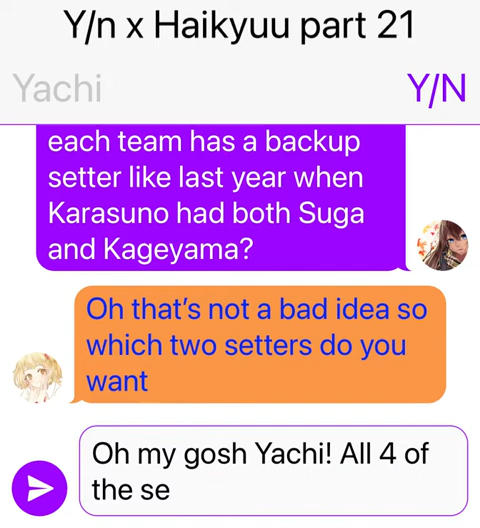 Y/n x Haikyuu part 21
Yachi
Y/N
each team has a backup
setter like last year when
Karasuno had both Suga
and Kageyama?
Oh that's not a bad idea so
which two setters do you
want
Oh my gosh Yachi! All 4 of
the se